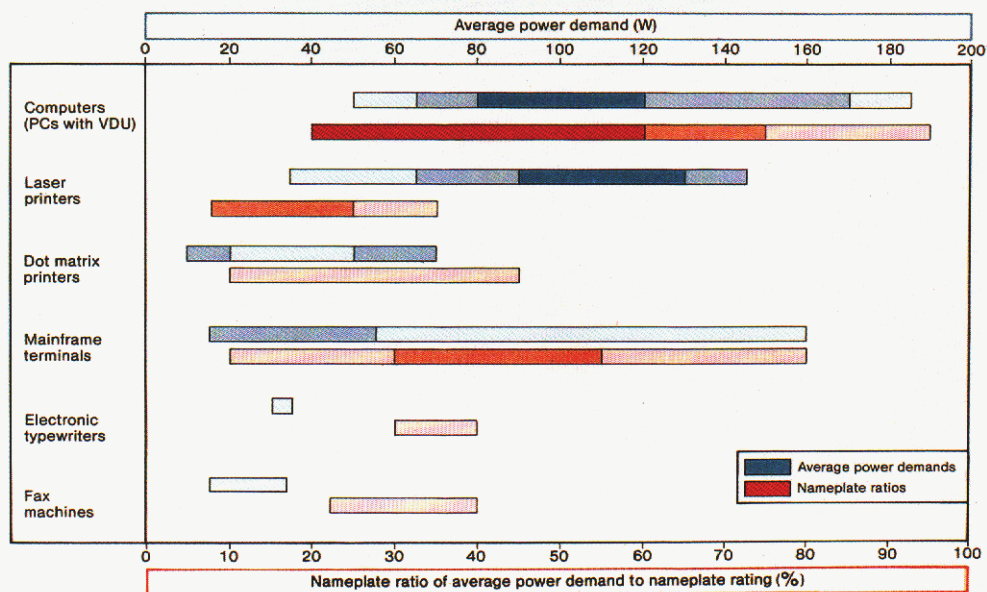 Average power demand (W)
0 20 40 60 80 100 120 140 160 170 200
Computers
(PCs with VDU)
Laser
printers
Dot matrix
printers
Mainframe
terminals
Electronic
typewriters
Fax
machines
Average power demands
Nameplate ratios
0 10 20 30 40 50 60 70 80 90 100
Nameplate ratio of average power demand to nameplate rating (%)